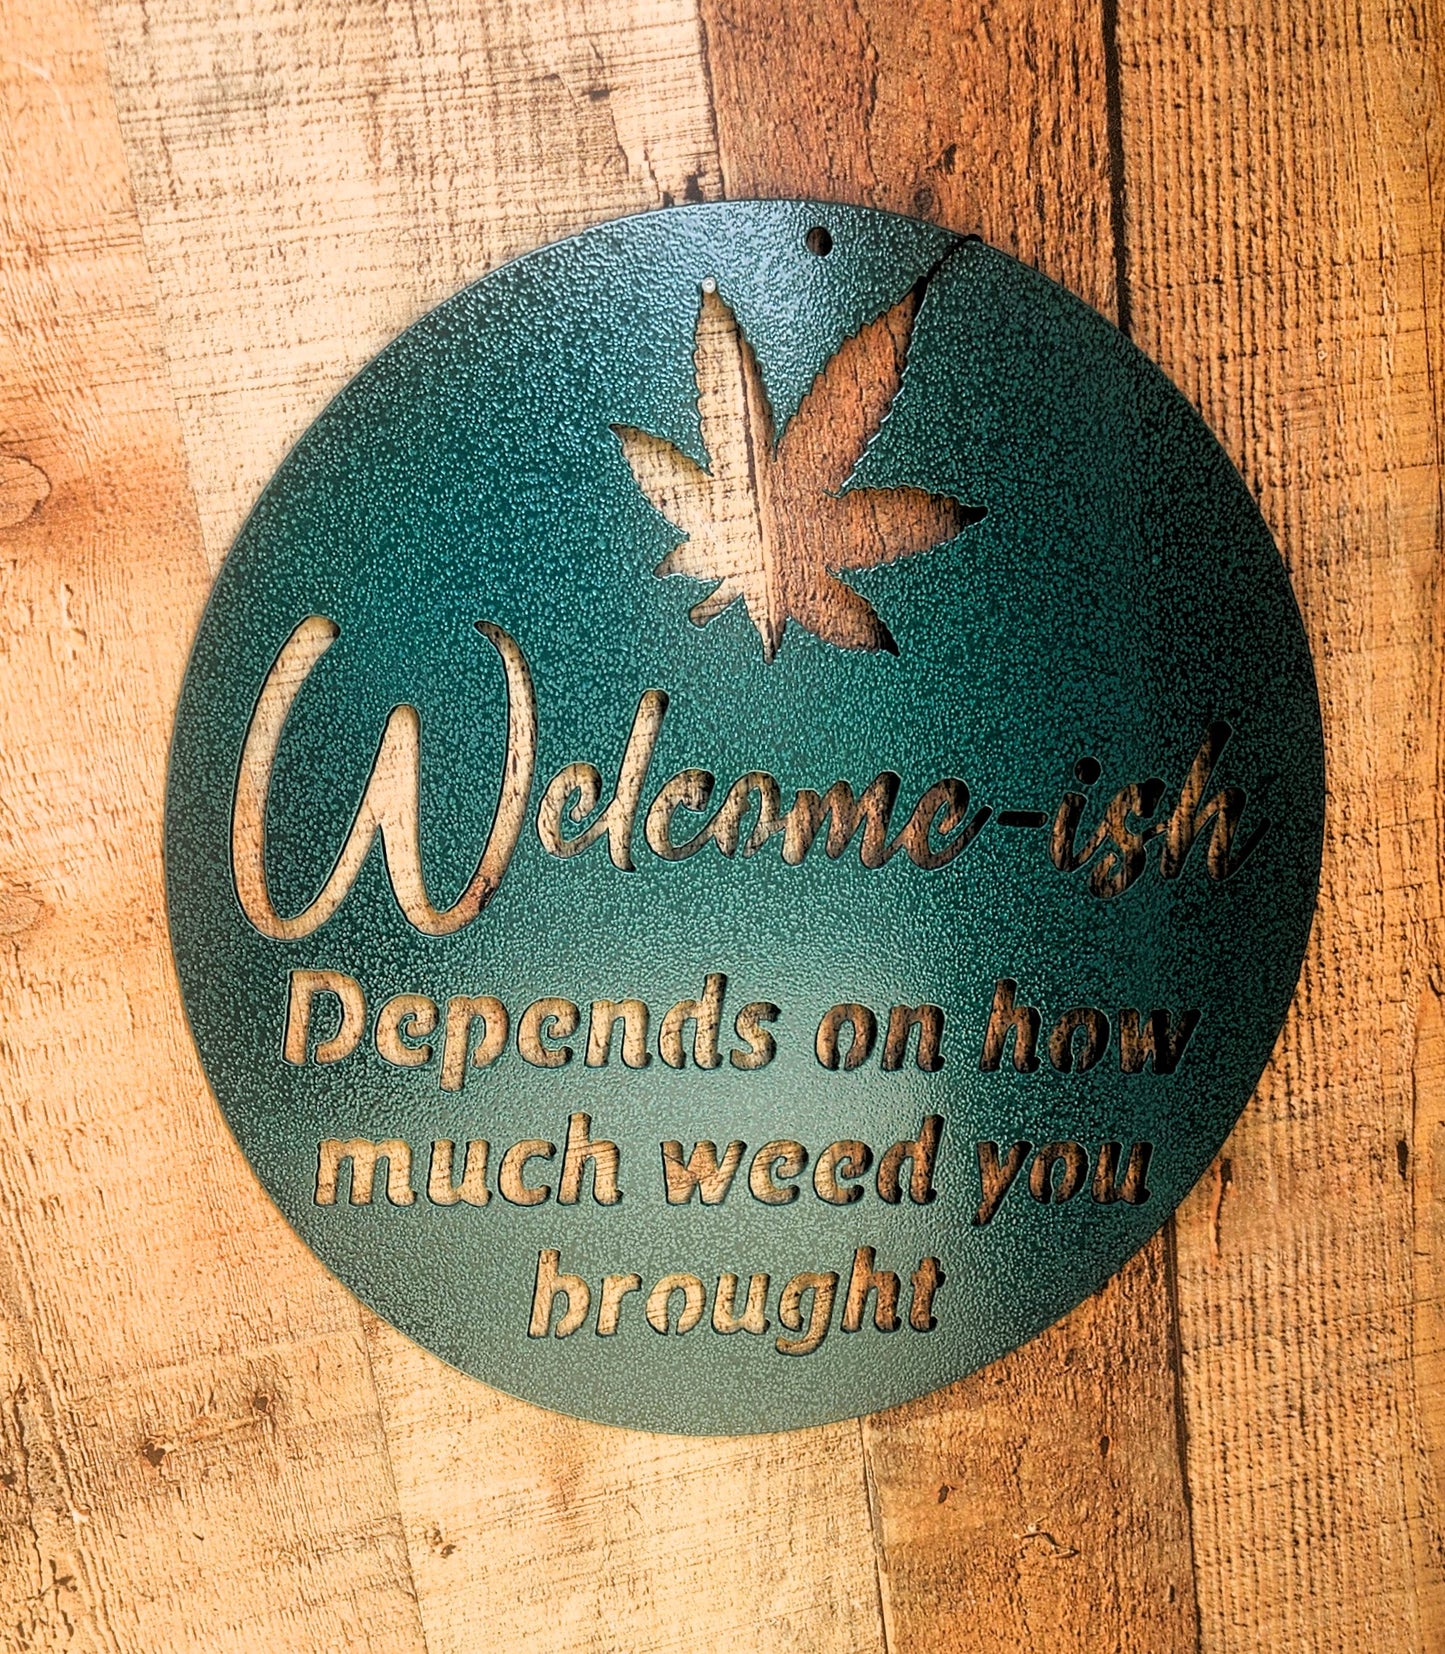 Welcome-ish
Depends on how
much weed you
brought